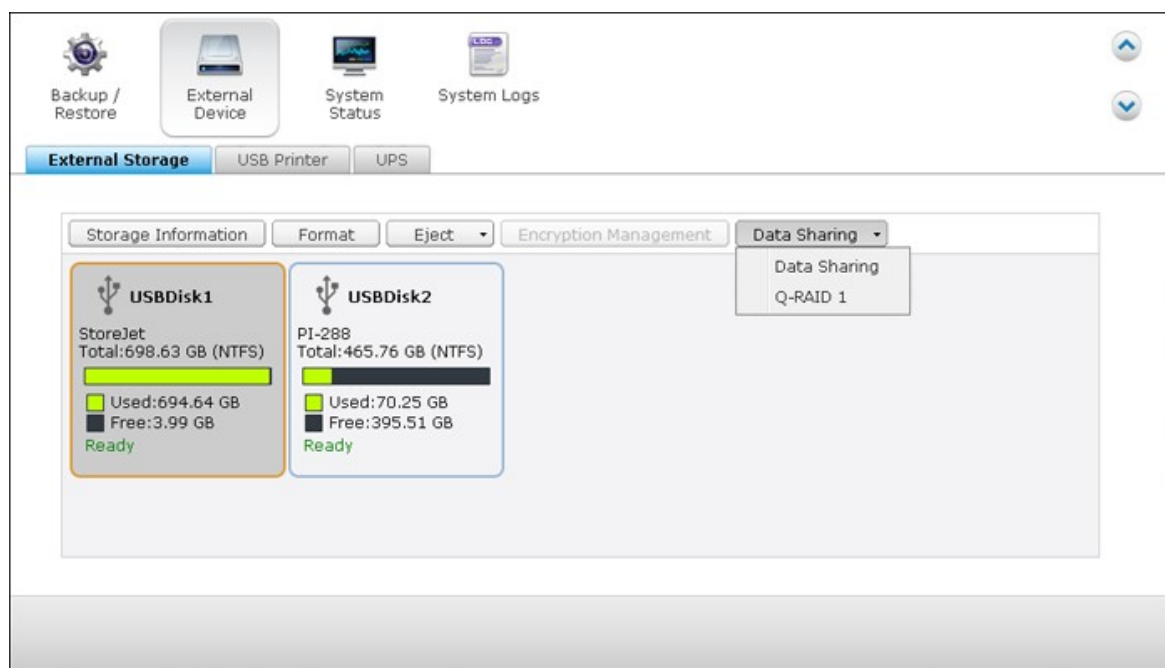 Backup /
Restore
External
Device
System
Status
LOG
System Logs
External Storage
USB Printer
UPS
Storage Information
Format
Eject
Encryption Management
Data Sharing
Data Sharing
Q-RAID 1
USBDisk1
StoreJet
Total:698.63 GB (NTFS)
Used:694.64 GB
Free:3.99 GB
Ready
USBDisk2
PI-288
Total:465.76 GB (NTFS)
Used:70.25 GB
Free:395.51 GB
Ready